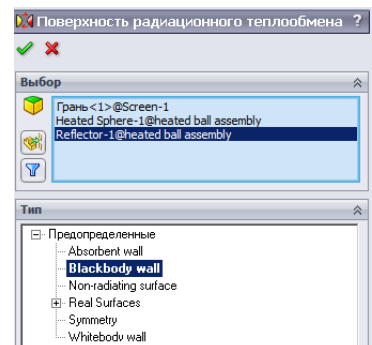 Поверхность радиационного теплообмена ?
Выбор
Грань<1>@Screen-1
Heated Sphere-1@heated ball assembly
Reflector-1@heated ball assembly
Тип
Предопределенные
Absorbent wall
Blackbody wall
Non-radiating surface
Real Surfaces
Symmetry
Whitebody wall